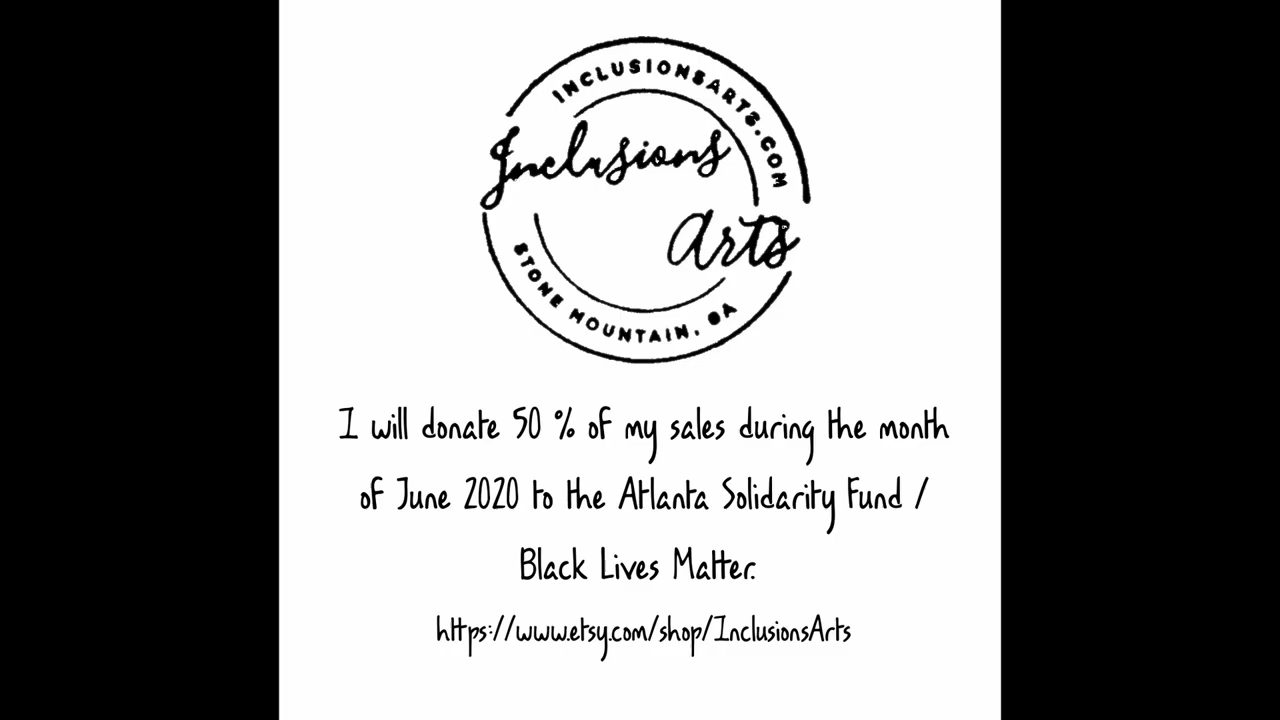 INCLUSIONSARTS.COM
Inclusions
Arts
STONE MOUNTAIN, GA
I will donate 50 % of my sales during the month
of June 2020 to the Atlanta Solidarity Fund /
Black Lives Matter.
https://www.etsy.com/shop/InclusionsArts